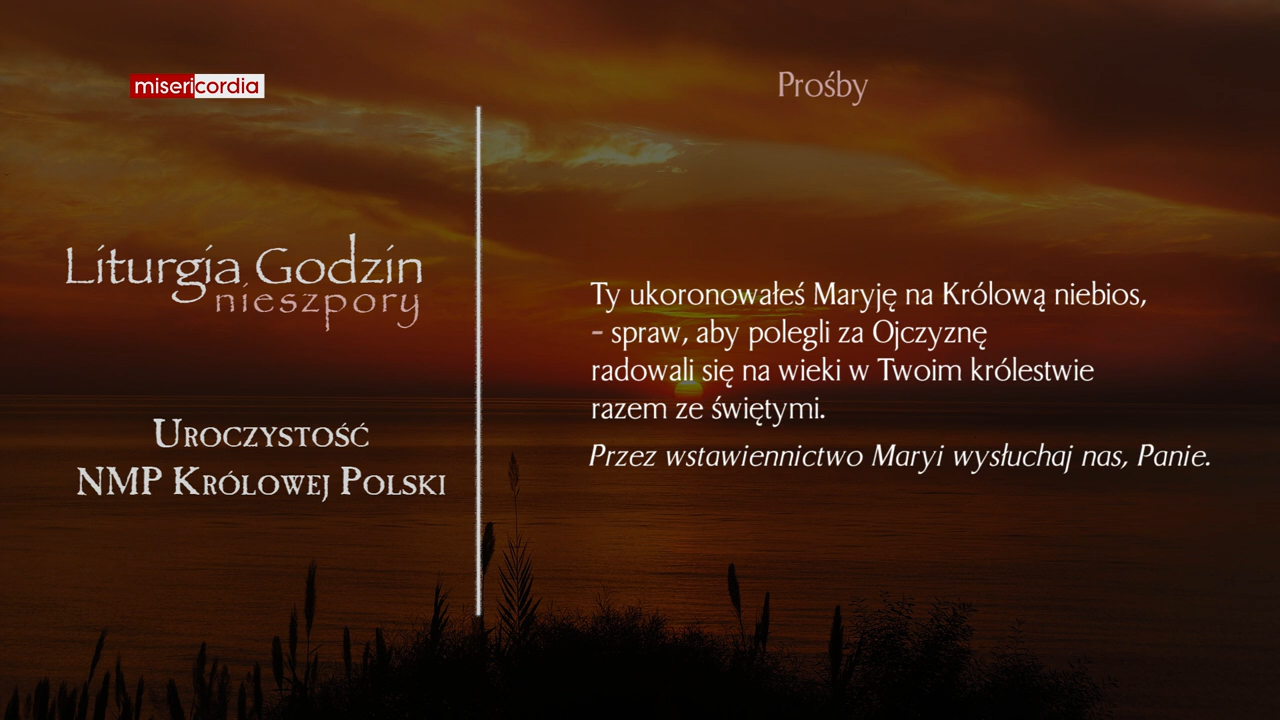 misericordia
Prośby
Liturgia Godzin
nieszpory
Uroczystość
NMP Królowej Polski
Ty ukoronowałeś Maryję na Królową niebios,
- spraw, aby polegli za Ojczyznę
radowali się na wieki w Twoim królestwie
razem ze świętymi.
Przez wstawiennictwo Maryi wysłuchaj nas, Panie.